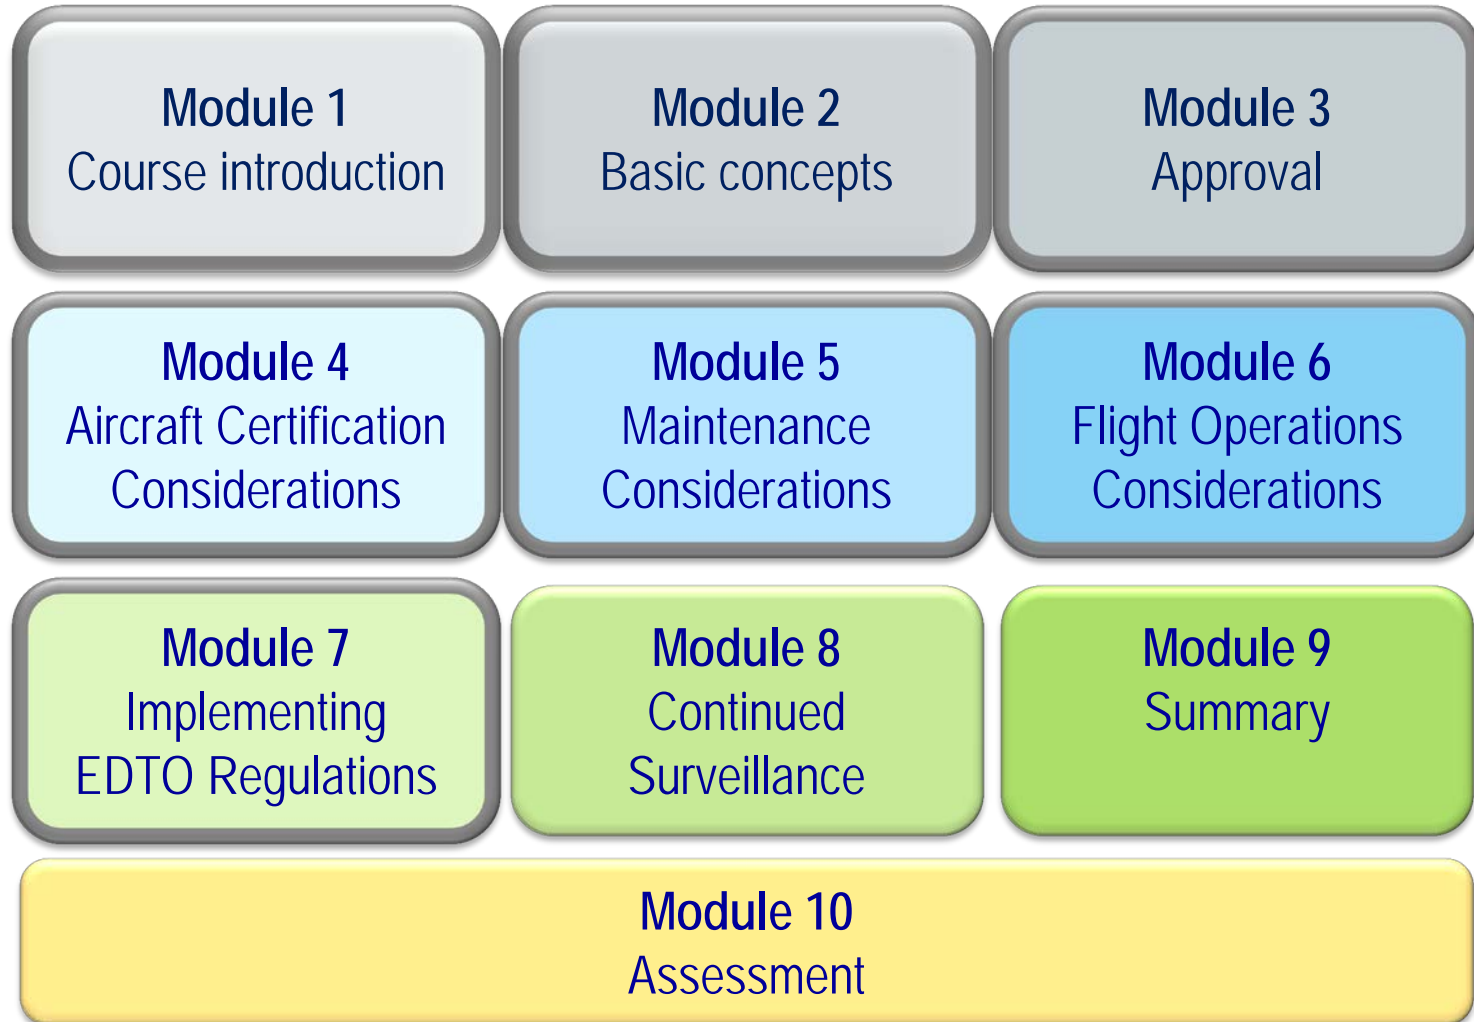 Module 1
Course introduction
Module 2
Basic concepts
Module 3
Approval
Module 4
Aircraft Certification
Considerations
Module 5
Maintenance
Considerations
Module 6
Flight Operations
Considerations
Module 7
Implementing
EDTO Regulations
Module 8
Continued
Surveillance
Module 9
Summary
Module 10
Assessment